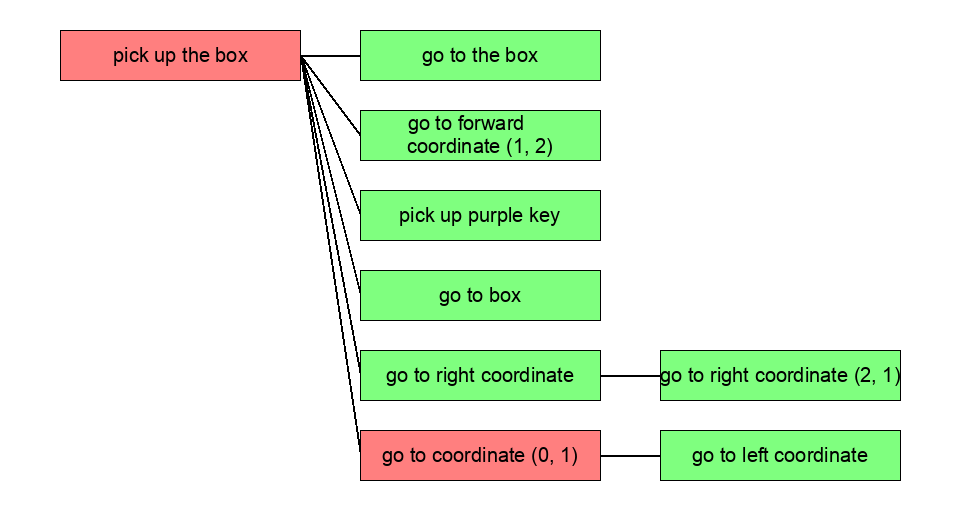 pick up the box
go to the box
go to forward
coordinate (1, 2)
pick up purple key
go to box
go to right coordinate
go to right coordinate (2, 1)
go to coordinate (0, 1)
go to left coordinate